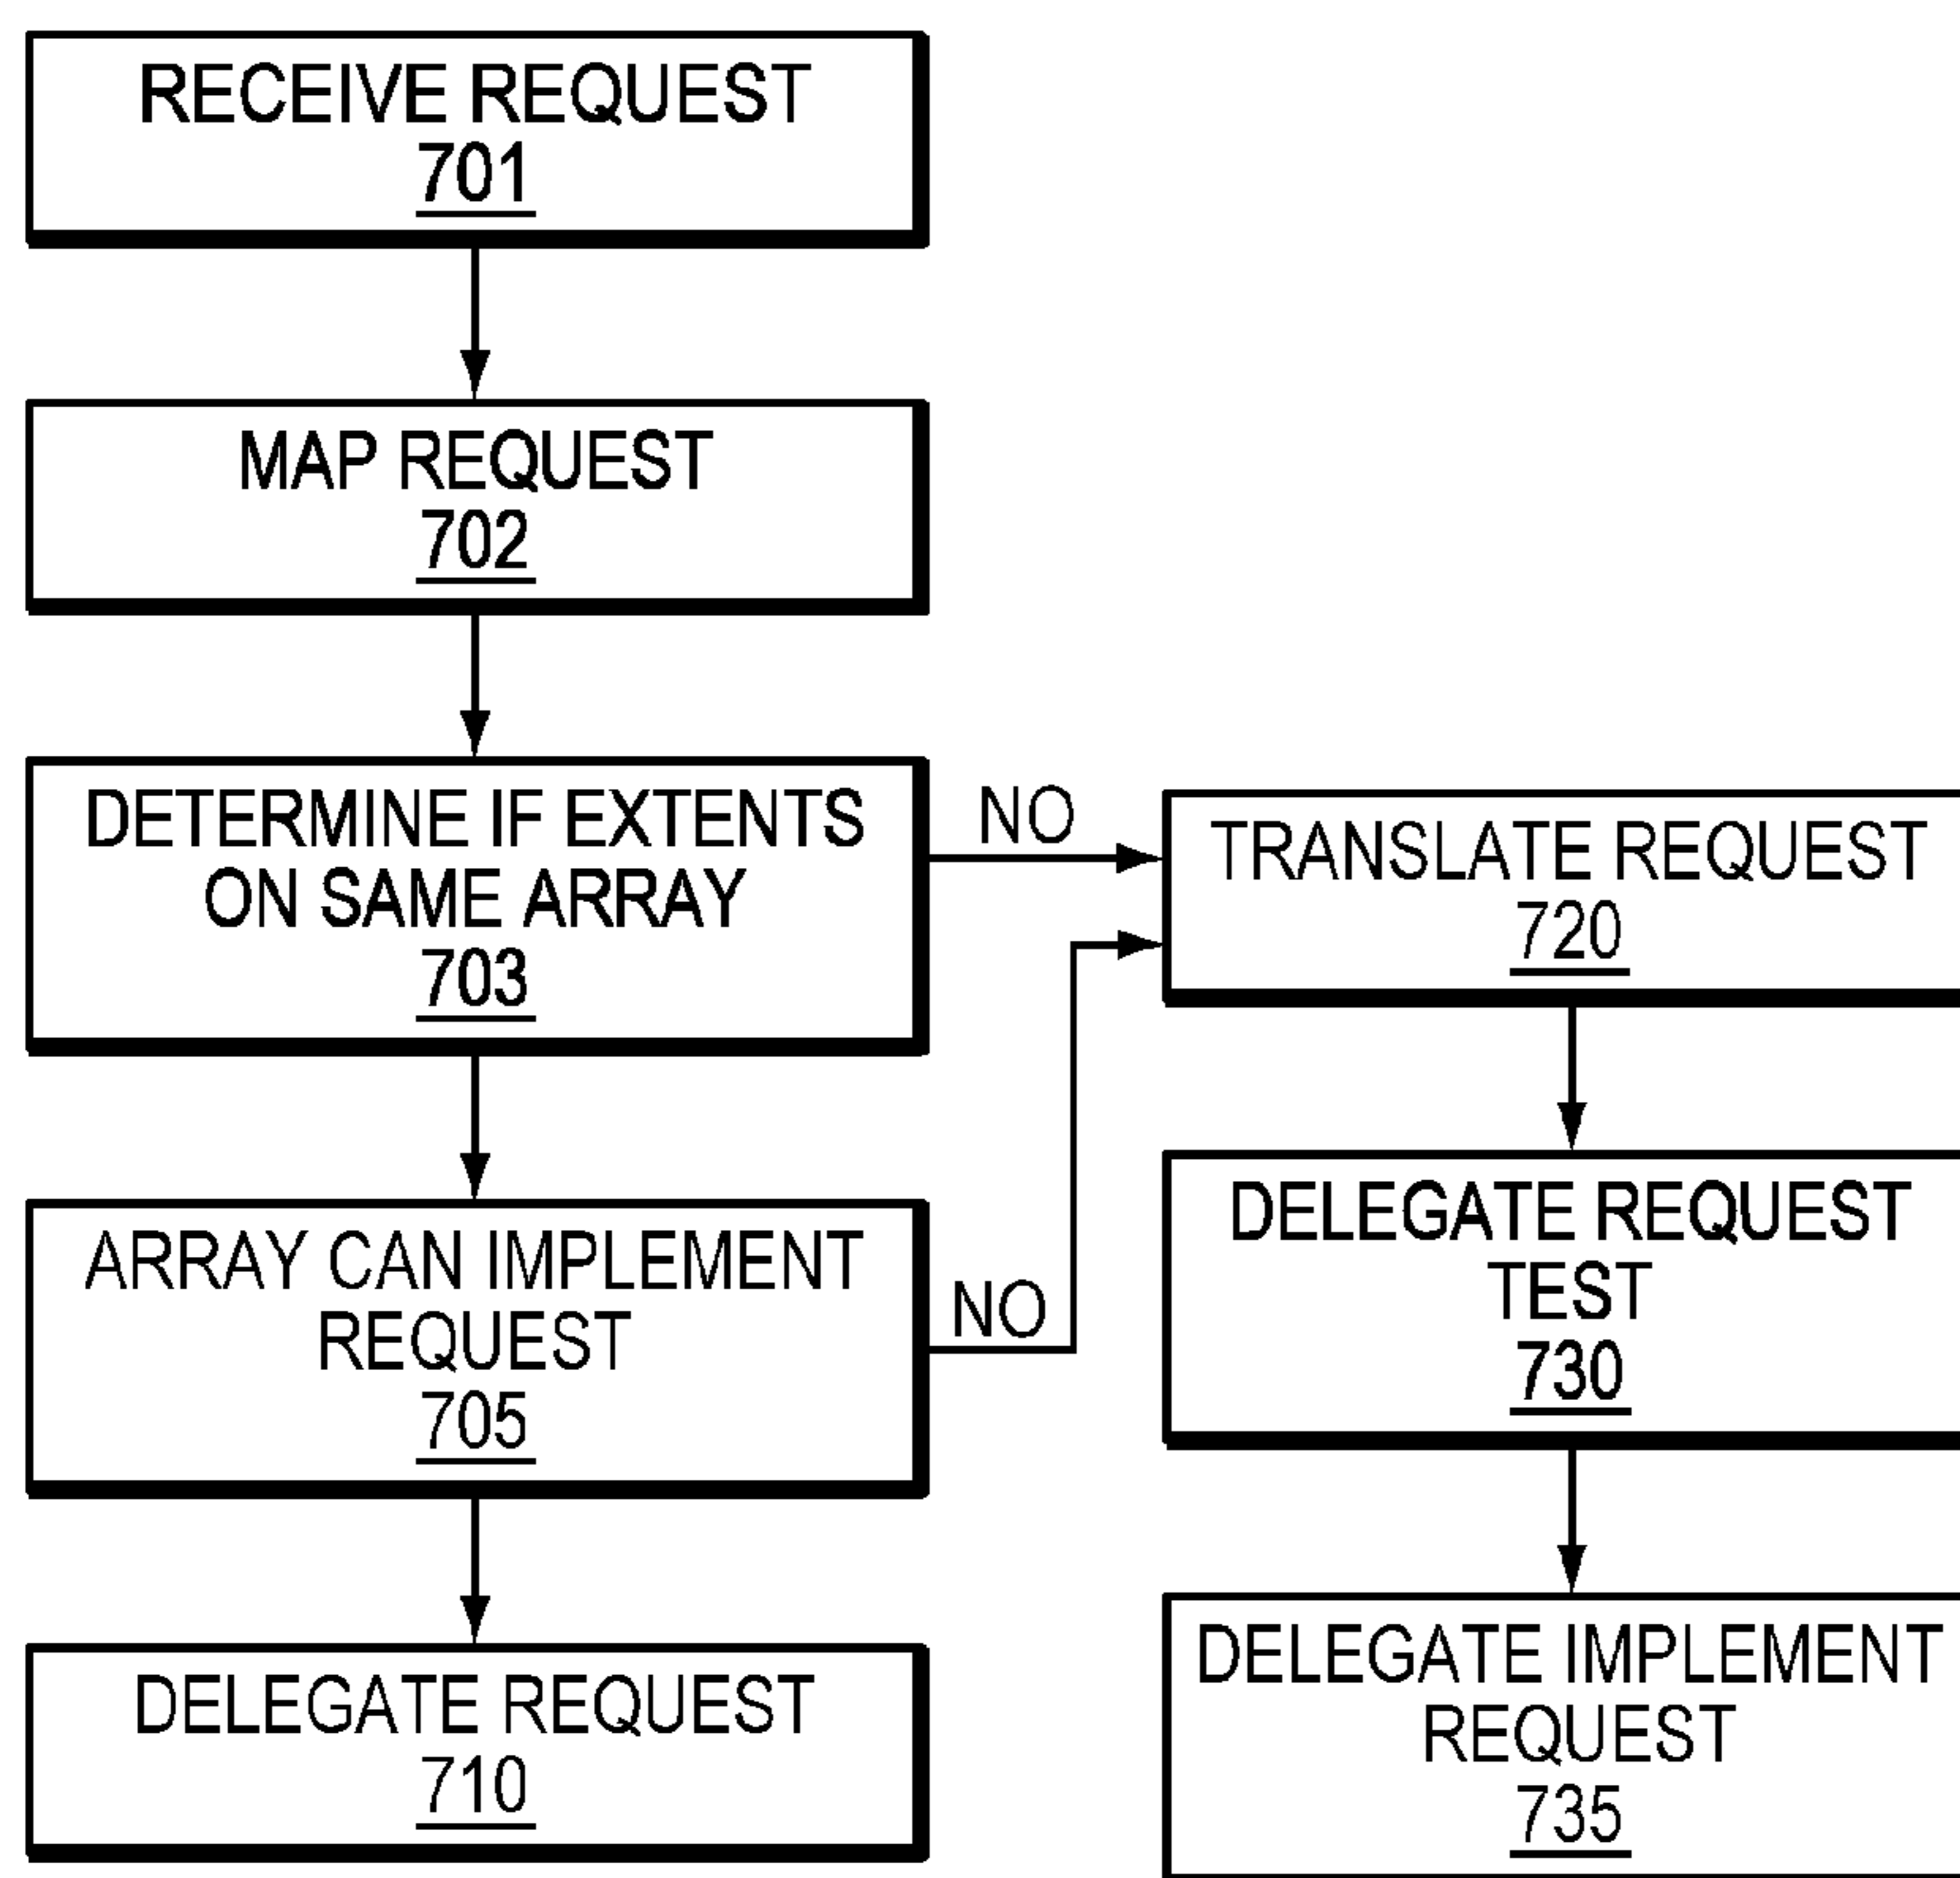 RECEIVE REQUEST
701
MAP REQUEST
702
DETERMINE IF EXTENTS
ON SAME ARRAY
703
NO
ARRAY CAN IMPLEMENT
REQUEST
705
NO
DELEGATE REQUEST
710
TRANSLATE REQUEST
720
DELEGATE REQUEST
TEST
730
DELEGATE IMPLEMENT
REQUEST
735